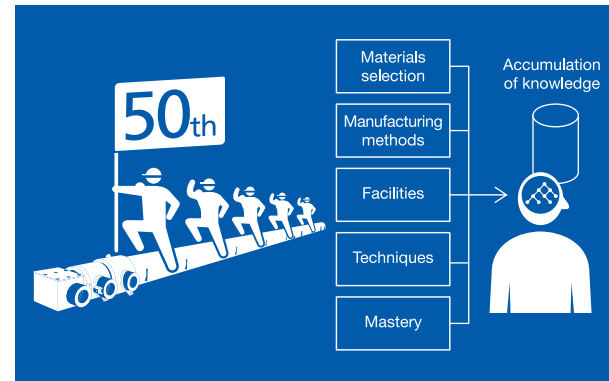 50th
Materials
selection
Manufacturing
methods
Facilities
Techniques
Mastery
Accumulation
of knowledge